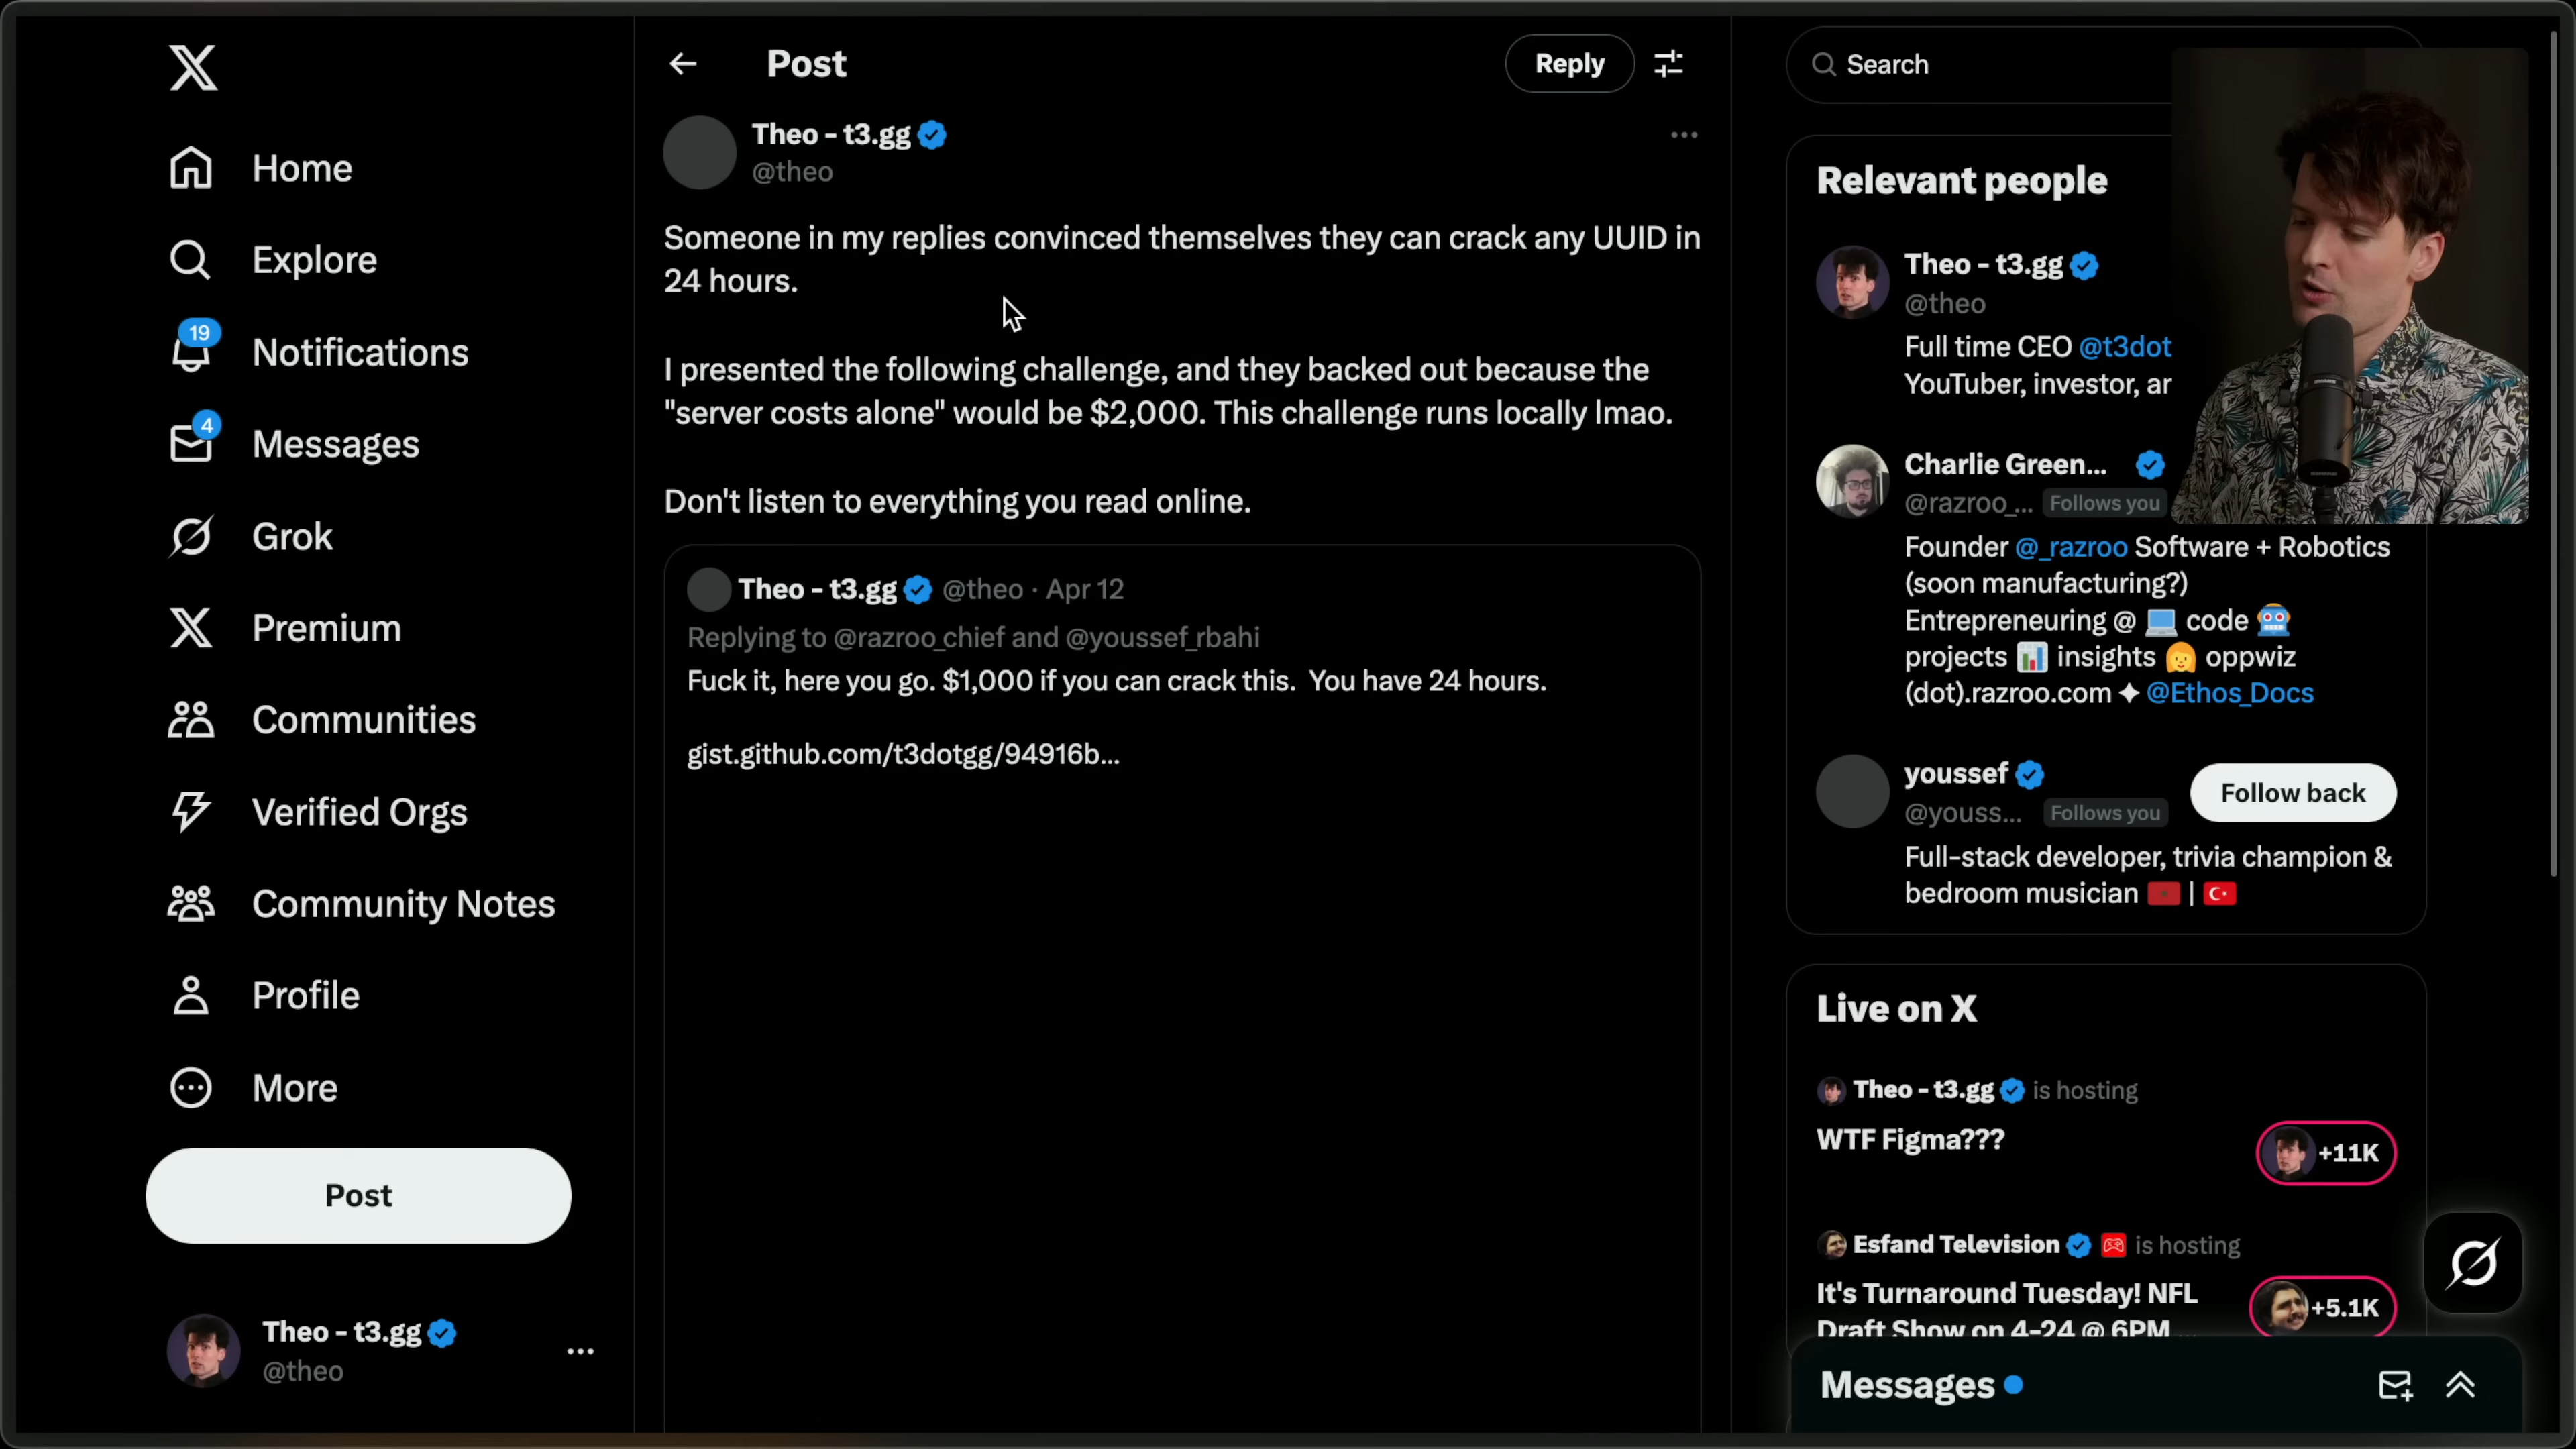 Home
Explore
19
Notifications
4
Messages
Grok
Premium
Communities
Verified Orgs
Community Notes
Profile
More
Post
Theo - t3.gg
@theo
Post
Reply
Theo - t3.gg
@theo
Someone in my replies convinced themselves they can crack any UUID in
24 hours.
I presented the following challenge, and they backed out because the
"server costs alone" would be $2,000. This challenge runs locally lmao.
Don't listen to everything you read online.
Theo - t3.gg @theo · Apr 12
Replying to @razroo_chief and @youssef_rbahi
Fuck it, here you go. $1,000 if you can crack this.  You have 24 hours.
gist.github.com/t3dotgg/94916b...
Search
Relevant people
Theo - t3.gg
@theo
Full time CEO @t3dot
YouTuber, investor, ar
Charlie Green...
@razroo_... Follows you
Founder @_razroo Software + Robotics
(soon manufacturing?)
Entrepreneuring @ 💻 code 🤖
projects 📊 insights 👩 oppwiz
(dot).razroo.com ✦ @Ethos_Docs
youssef
@youss... Follows you
Follow back
Full-stack developer, trivia champion &
bedroom musician 🇲🇦 | 🇹🇷
Live on X
Theo - t3.gg is hosting
WTF Figma???
+11K
Esfand Television is hosting
It's Turnaround Tuesday! NFL
Draft Show on 4-24 @ 6PM ...
+5.1K
Messages